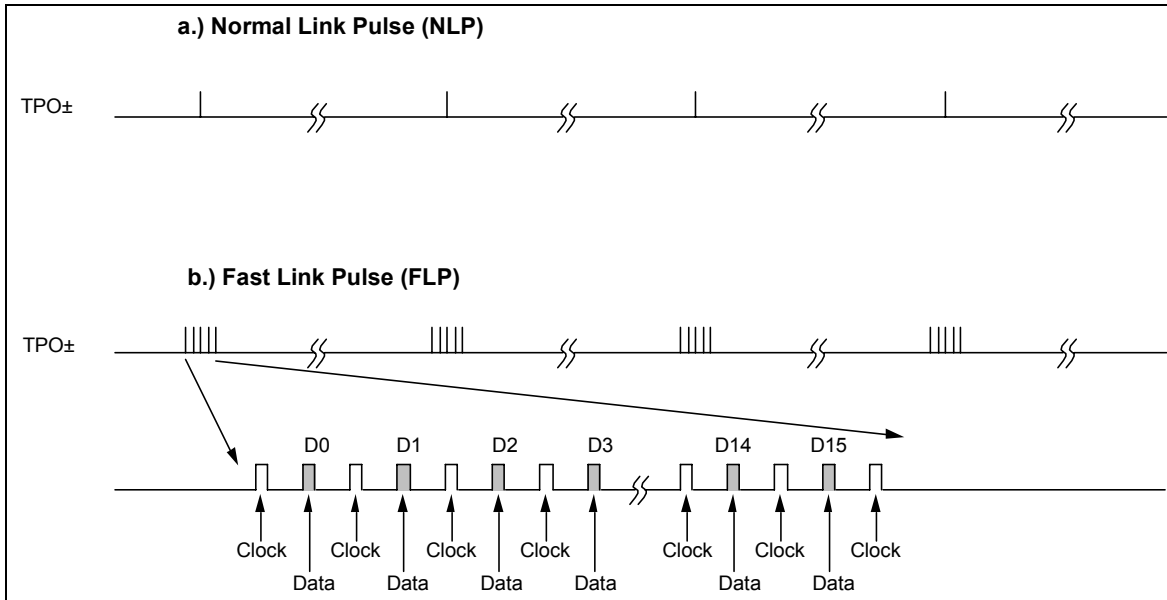 a.) Normal Link Pulse (NLP)
TPO±
b.) Fast Link Pulse (FLP)
TPO±
D0 D1 D2 D3 D14 D15
Clock Clock Clock Clock Clock Clock Clock
Data Data Data Data Data Data